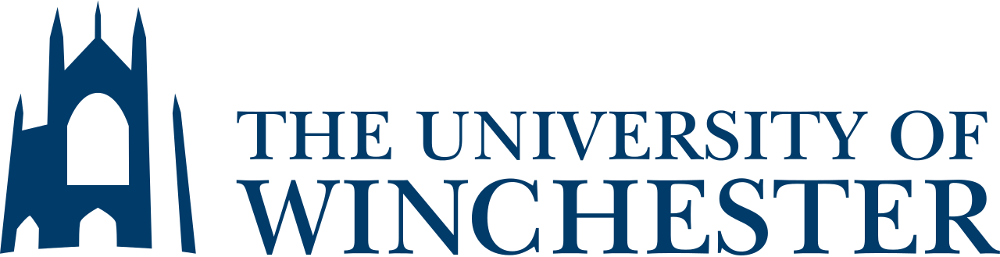 THE UNIVERSITY OF
WINCHESTER